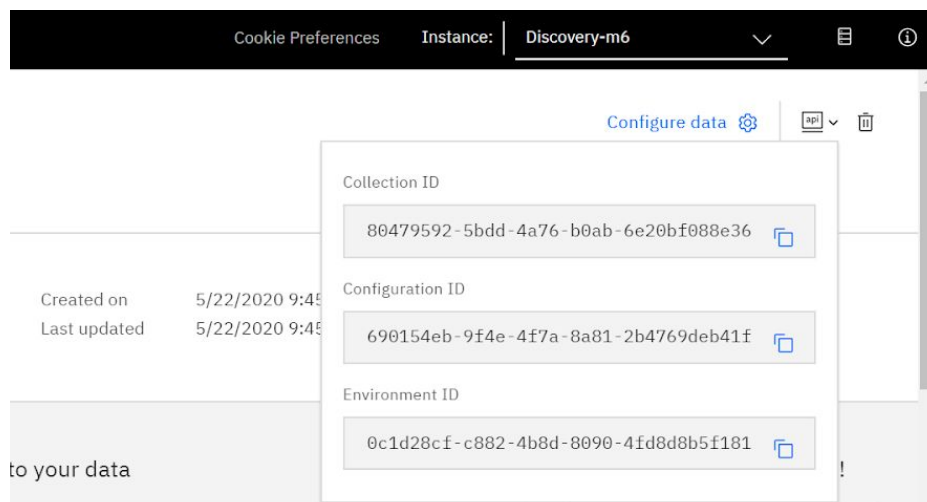 Cookie Preferences Instance: Discovery-m6
Configure data api
Collection ID
80479592-5bdd-4a76-b0ab-6e20bf088e36
Created on 5/22/2020 9:45
Configuration ID
Last updated 5/22/2020 9:45
690154eb-9f4e-4f7a-8a81-2b4769deb41f
Environment ID
0c1d28cf-c882-4b8d-8090-4fd8d8b5f181
to your data !